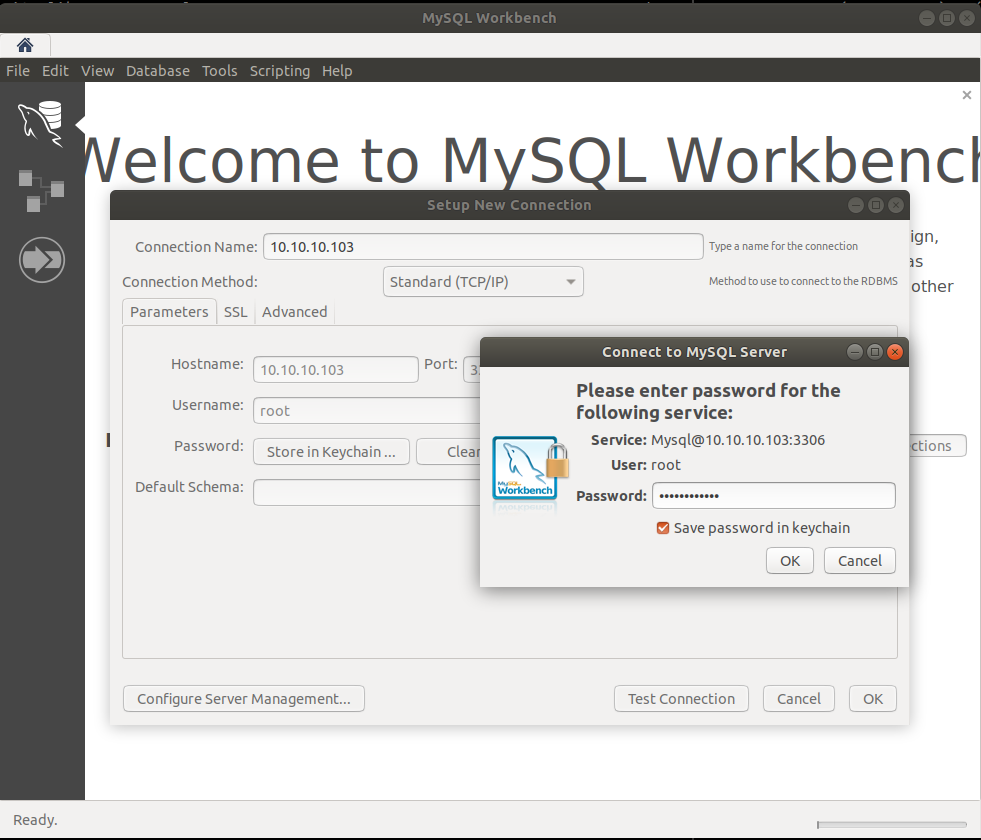 MySQL Workbench
File Edit View Database Tools Scripting Help
Welcome to MySQL Workbench
Setup New Connection
Connection Name: 10.10.10.103 Type a name for the connection
ign,
Connection Method: Standard (TCP/IP) Method to use to connect to the RDBMS
as
other
Parameters SSL Advanced
Hostname: 10.10.10.103 Port: 3
Username: root
Password: Store in Keychain ... Clear
Default Schema:
ctions
Connect to MySQL Server
Please enter password for the
following service:
Service: Mysql@10.10.10.103:3306
User: root
MySQL
Workbench
Password: ••••••••••••
Save password in keychain
OK Cancel
Configure Server Management... Test Connection Cancel OK
Ready.